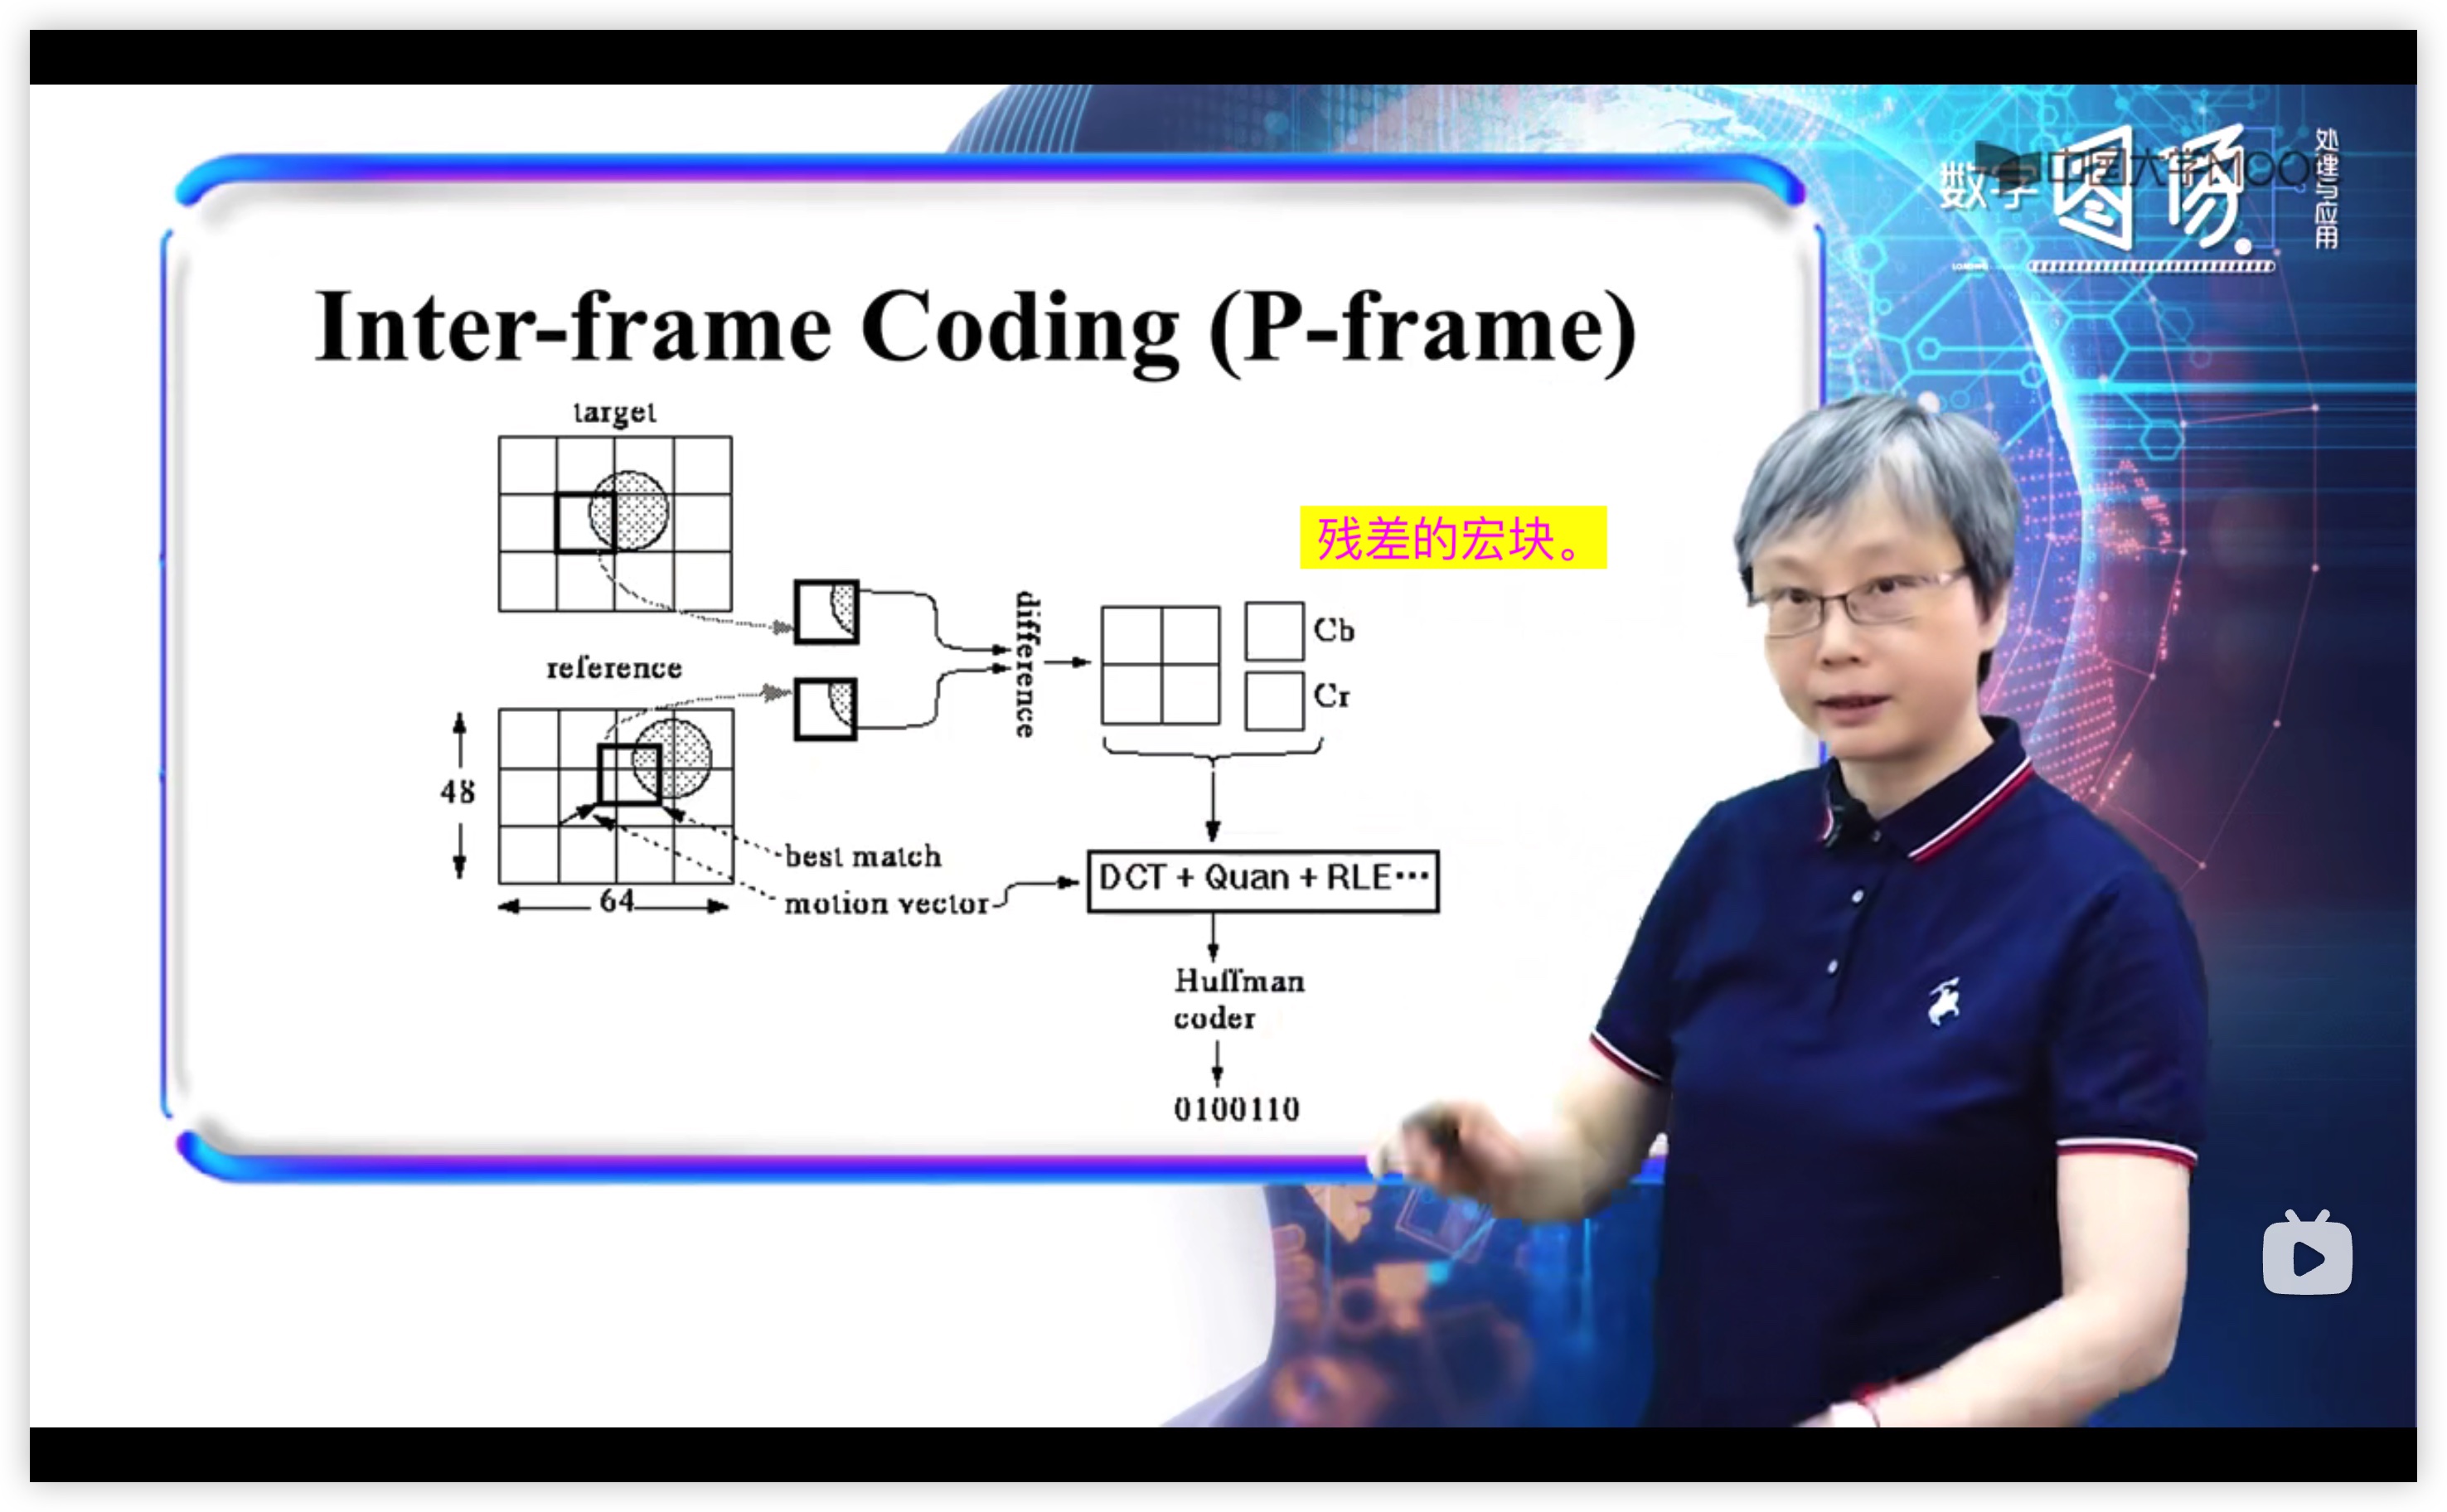 中国大学MOOC
数字图像
处理与应用
LOADING
Inter-frame Coding (P-frame)
target
残差的宏块。
difference
Cb
reference
Cr
48
best match
DCT + Quan + RLE···
64
motion vector
Huffman
coder
0100110